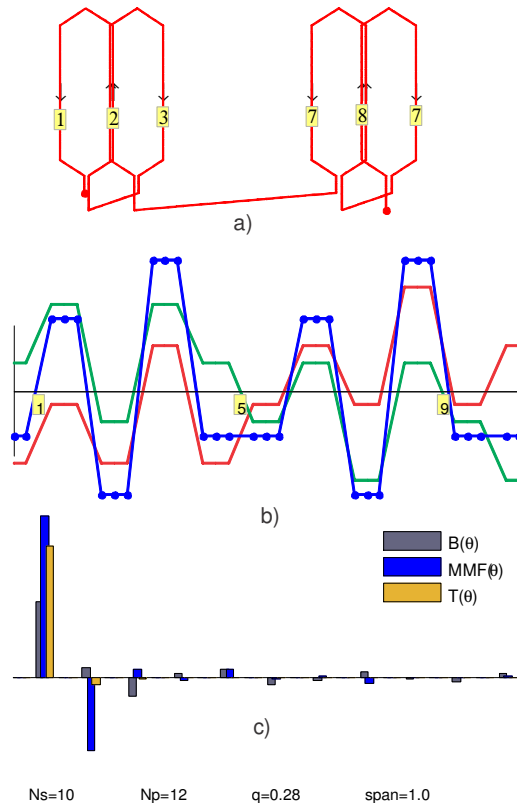 1 2 3 7 8 7
a)
1 5 9
b)
B(θ)
MMF(θ)
T(θ)
c)
Ns=10 Np=12 q=0.28 span=1.0